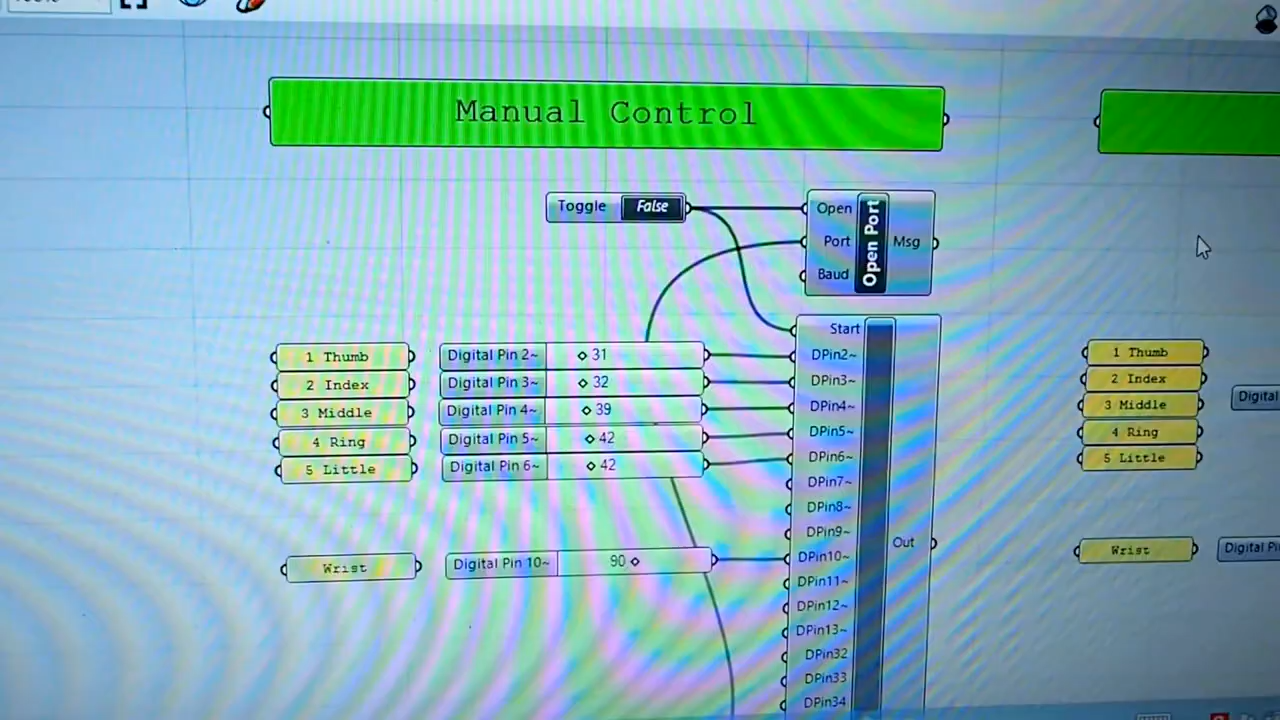 Manual Control
Toggle False
Open
Port
Baud
Open Port
Msg
Start
1 Thumb
2 Index
3 Middle
4 Ring
5 Little
Digital Pin 2~ 31
Digital Pin 3~ 32
Digital Pin 4~ 39
Digital Pin 5~ 42
Digital Pin 6~ 42
DPin2~
DPin3~
DPin4~
DPin5~
DPin6~
DPin7~
DPin8~
DPin9~
DPin10~
DPin11~
DPin12~
DPin13~
DPin32
DPin33
DPin34
Out
Wrist
Digital Pin 10~ 90
1 Thumb
2 Index
3 Middle
4 Ring
5 Little
Digital
Wrist
Digital Pi